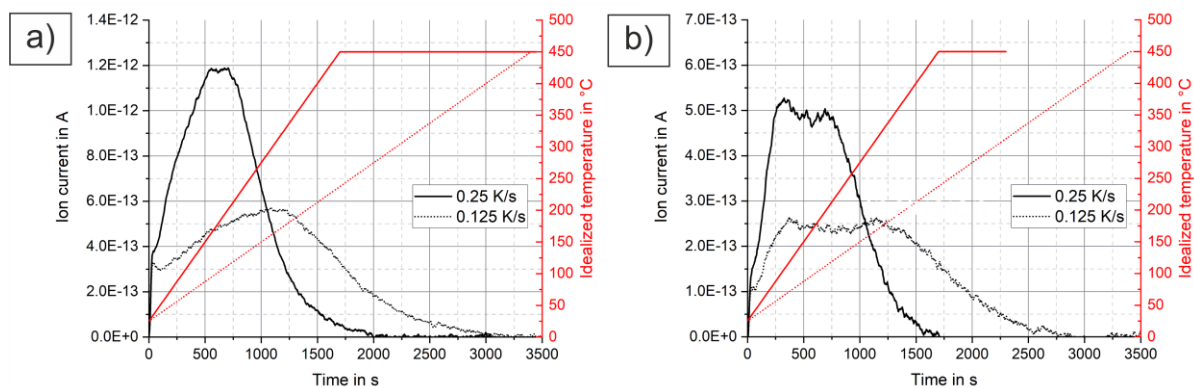 a)
Ion current in A
1.4E-12
1.2E-12
1.0E-12
8.0E-13
6.0E-13
4.0E-13
2.0E-13
0.0E+0
0.25 K/s
0.125 K/s
500
450
400
350
300
250
200
150
100
50
0
Idealized temperature in °C
0 500 1000 1500 2000 2500 3000 3500
Time in s
b)
Ion current in A
7.0E-13
6.0E-13
5.0E-13
4.0E-13
3.0E-13
2.0E-13
1.0E-13
0.0E+0
0.25 K/s
0.125 K/s
500
450
400
350
300
250
200
150
100
50
0
Idealized temperature in °C
0 500 1000 1500 2000 2500 3000 3500
Time in s